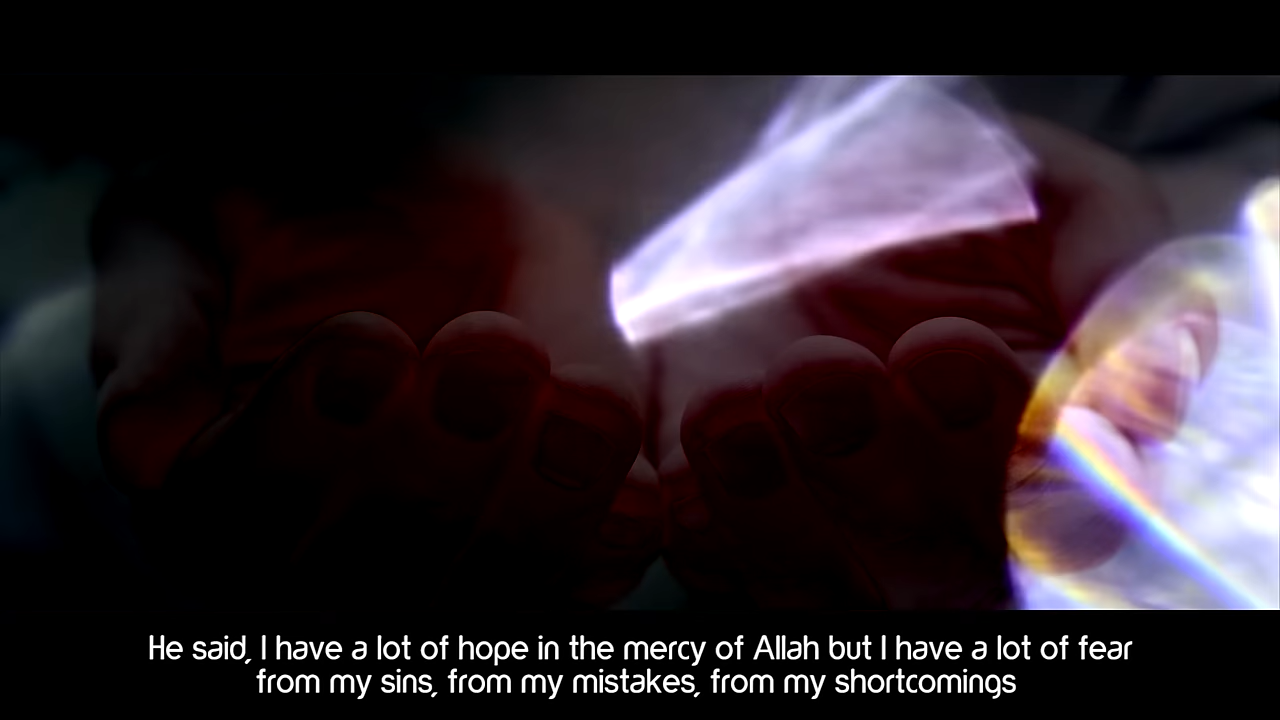 He said, I have a lot of hope in the mercy of Allah but I have a lot of fear
from my sins, from my mistakes, from my shortcomings